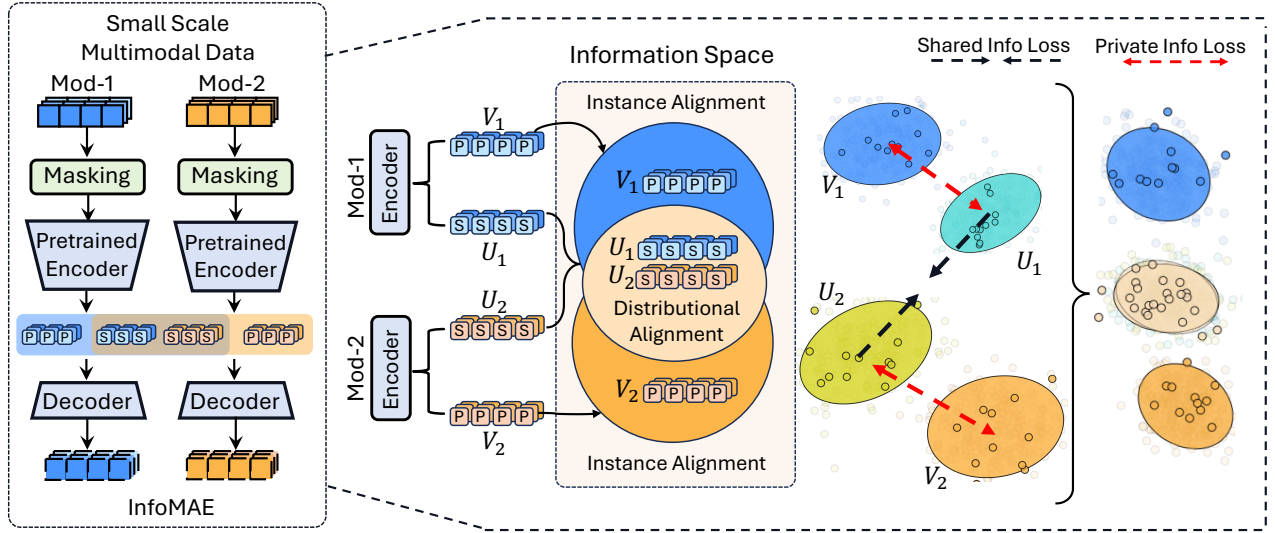 Small Scale
Multimodal Data
Mod-1
Mod-2
Masking
Masking
Pretrained
Encoder
Pretrained
Encoder
P P P
S S S
S S S
P P P
Decoder
Decoder
InfoMAE
Mod-1
Encoder
V1
P P P P
S S S S
U1
Mod-2
Encoder
U2
S S S S
P P P P
V2
Information Space
Instance Alignment
V1 P P P P
U1 S S S S
U2 S S S S
Distributional
Alignment
V2 P P P P
Instance Alignment
Shared Info Loss
Private Info Loss
V1
U1
U2
V2